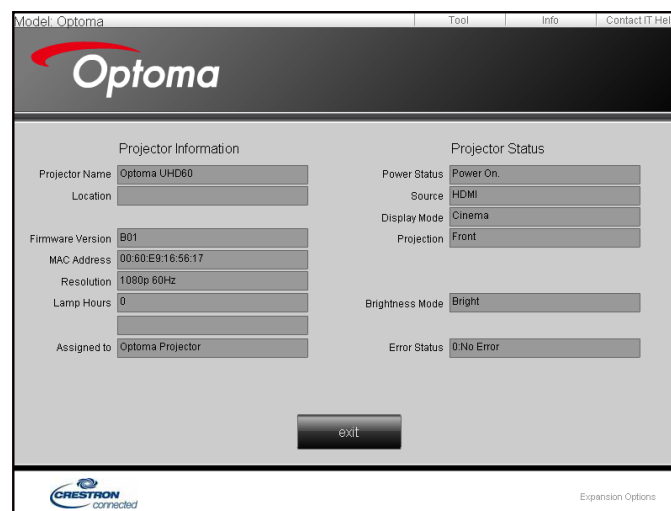 Model: Optoma
Tool
Info
Contact IT Hel
Optoma
Projector Information
Projector Status
Projector Name Optoma UHD60
Power Status Power On.
Location
Source HDMI
Display Mode Cinema
Firmware Version B01
Projection Front
MAC Address 00:60:E9:16:56:17
Resolution 1080p 60Hz
Lamp Hours 0
Brightness Mode Bright
Assigned to Optoma Projector
Error Status 0:No Error
exit
CRESTRON
connected
Expansion Options